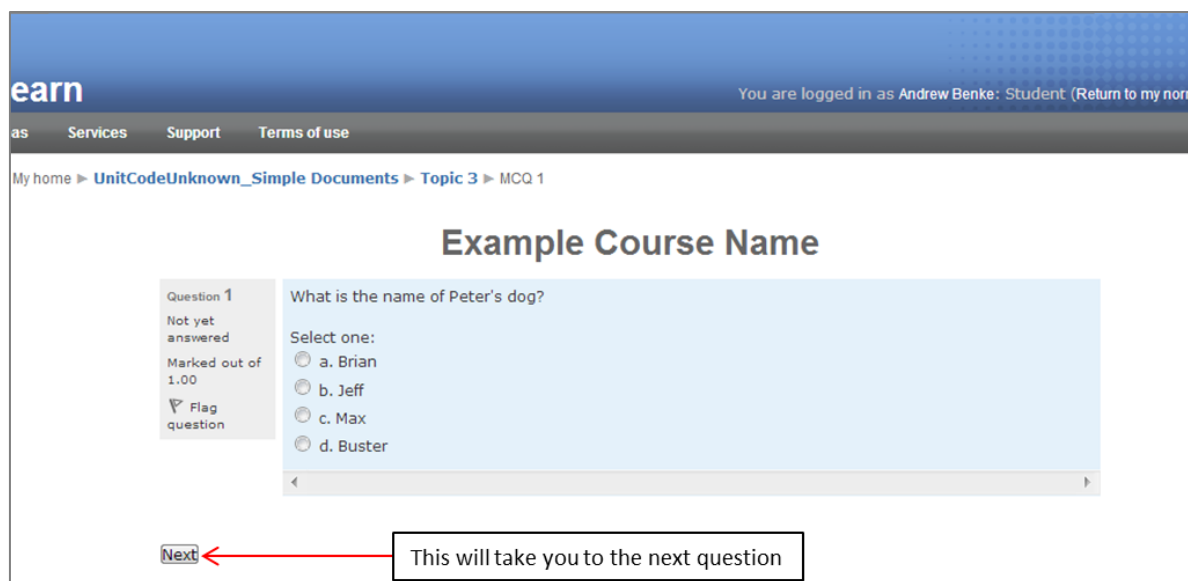 earn
You are logged in as Andrew Benke: Student (Return to my nor
as Services Support Terms of use
My home ► UnitCodeUnknown_Simple Documents ► Topic 3 ► MCQ 1
Example Course Name
Question 1
Not yet
answered
Marked out of
1.00
Flag
question
What is the name of Peter's dog?
Select one:
a. Brian
b. Jeff
c. Max
d. Buster
Next
This will take you to the next question